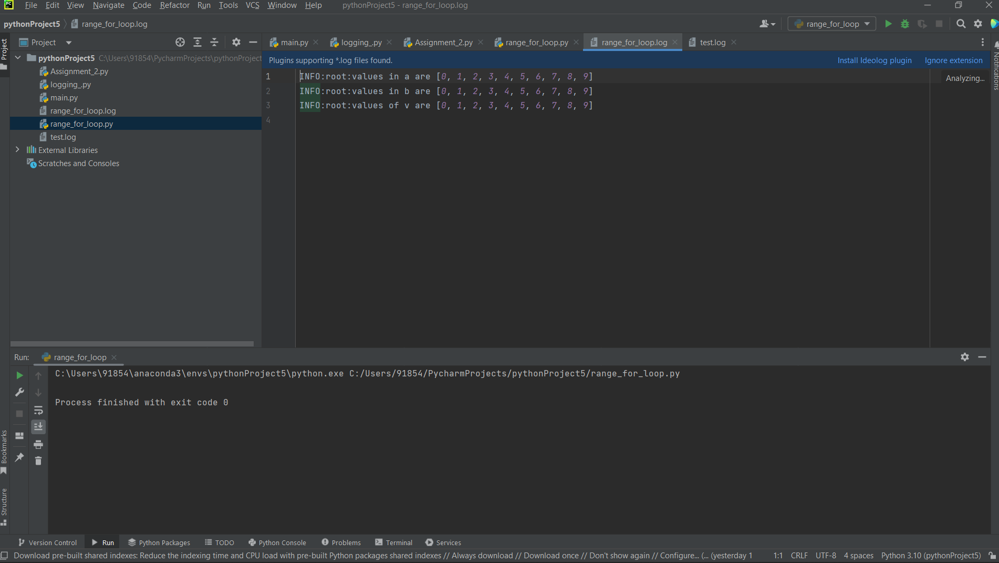 PC File Edit View Navigate Code Refactor Run Tools VCS Window Help pythonProject5 - range_for_loop.log
pythonProject5 range_for_loop.log range_for_loop
Project
Project
main.py logging_.py Assignment_2.py range_for_loop.py range_for_loop.log test.log
Notifications
pythonProject5 C:\Users\91854\PycharmProjects\pythonProject
Assignment_2.py
logging_.py
main.py
range_for_loop.log
range_for_loop.py
test.log
External Libraries
Scratches and Consoles
Plugins supporting *.log files found. Install Ideolog plugin Ignore extension
Analyzing...
1 INFO:root:values in a are [0, 1, 2, 3, 4, 5, 6, 7, 8, 9]
2 INFO:root:values in b are [0, 1, 2, 3, 4, 5, 6, 7, 8, 9]
3 INFO:root:values of v are [0, 1, 2, 3, 4, 5, 6, 7, 8, 9]
4
Run: range_for_loop
C:\Users\91854\anaconda3\envs\pythonProject5\python.exe C:/Users/91854/PycharmProjects/pythonProject5/range_for_loop.py
Process finished with exit code 0
Bookmarks
Structure
Version Control Run Python Packages TODO Python Console Problems Terminal Services
Download pre-built shared indexes: Reduce the indexing time and CPU load with pre-built Python packages shared indexes // Always download // Download once // Don't show again // Configure... (... (yesterday 1 1:1 CRLF UTF-8 4 spaces Python 3.10 (pythonProject5)